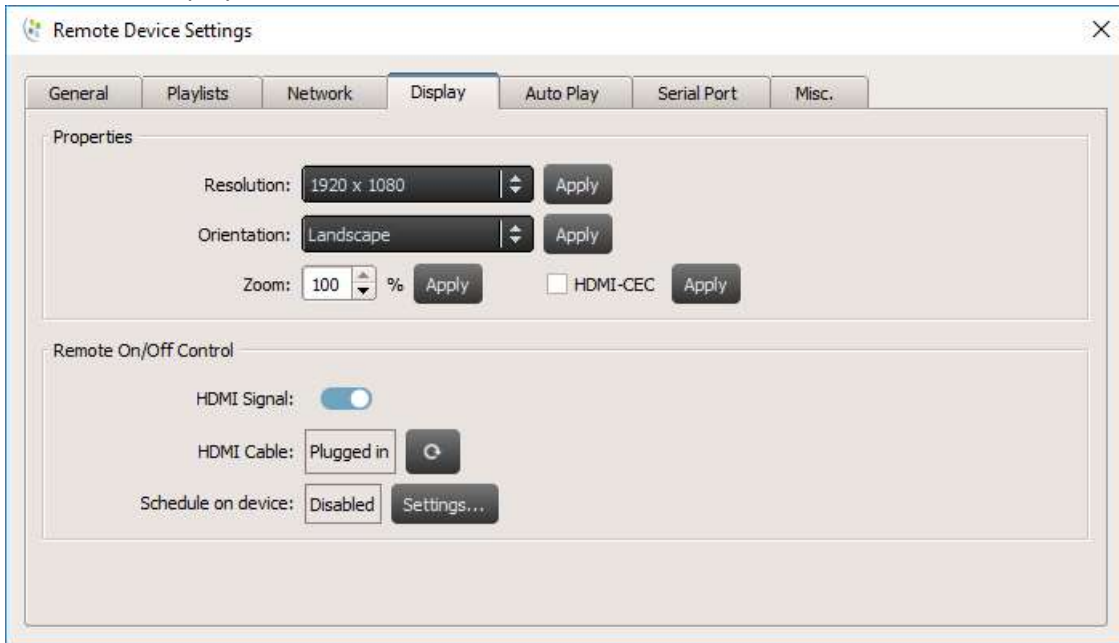 Remote Device Settings
General Playlists Network Display Auto Play Serial Port Misc.
Properties
Resolution: 1920 x 1080 Apply
Orientation: Landscape Apply
Zoom: 100 % Apply HDMI-CEC Apply
Remote On/Off Control
HDMI Signal:
HDMI Cable: Plugged in
Schedule on device: Disabled Settings...